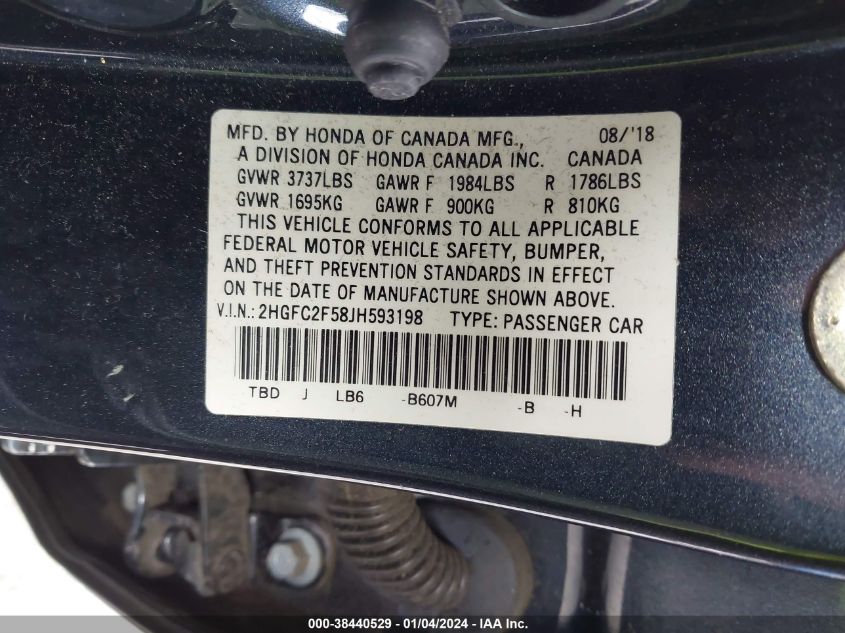 MFD. BY HONDA OF CANADA MFG., 08/'18
A DIVISION OF HONDA CANADA INC. CANADA
GVWR 3737LBS GAWR F 1984LBS R 1786LBS
GVWR 1695KG GAWR F 900KG R 810KG
THIS VEHICLE CONFORMS TO ALL APPLICABLE
FEDERAL MOTOR VEHICLE SAFETY, BUMPER,
AND THEFT PREVENTION STANDARDS IN EFFECT
ON THE DATE OF MANUFACTURE SHOWN ABOVE.
V.I.N.: 2HGFC2F58JH593198 TYPE: PASSENGER CAR
TBD J LB6 -B607M -B -H
000-38440529 - 01/04/2024 - IAA Inc.